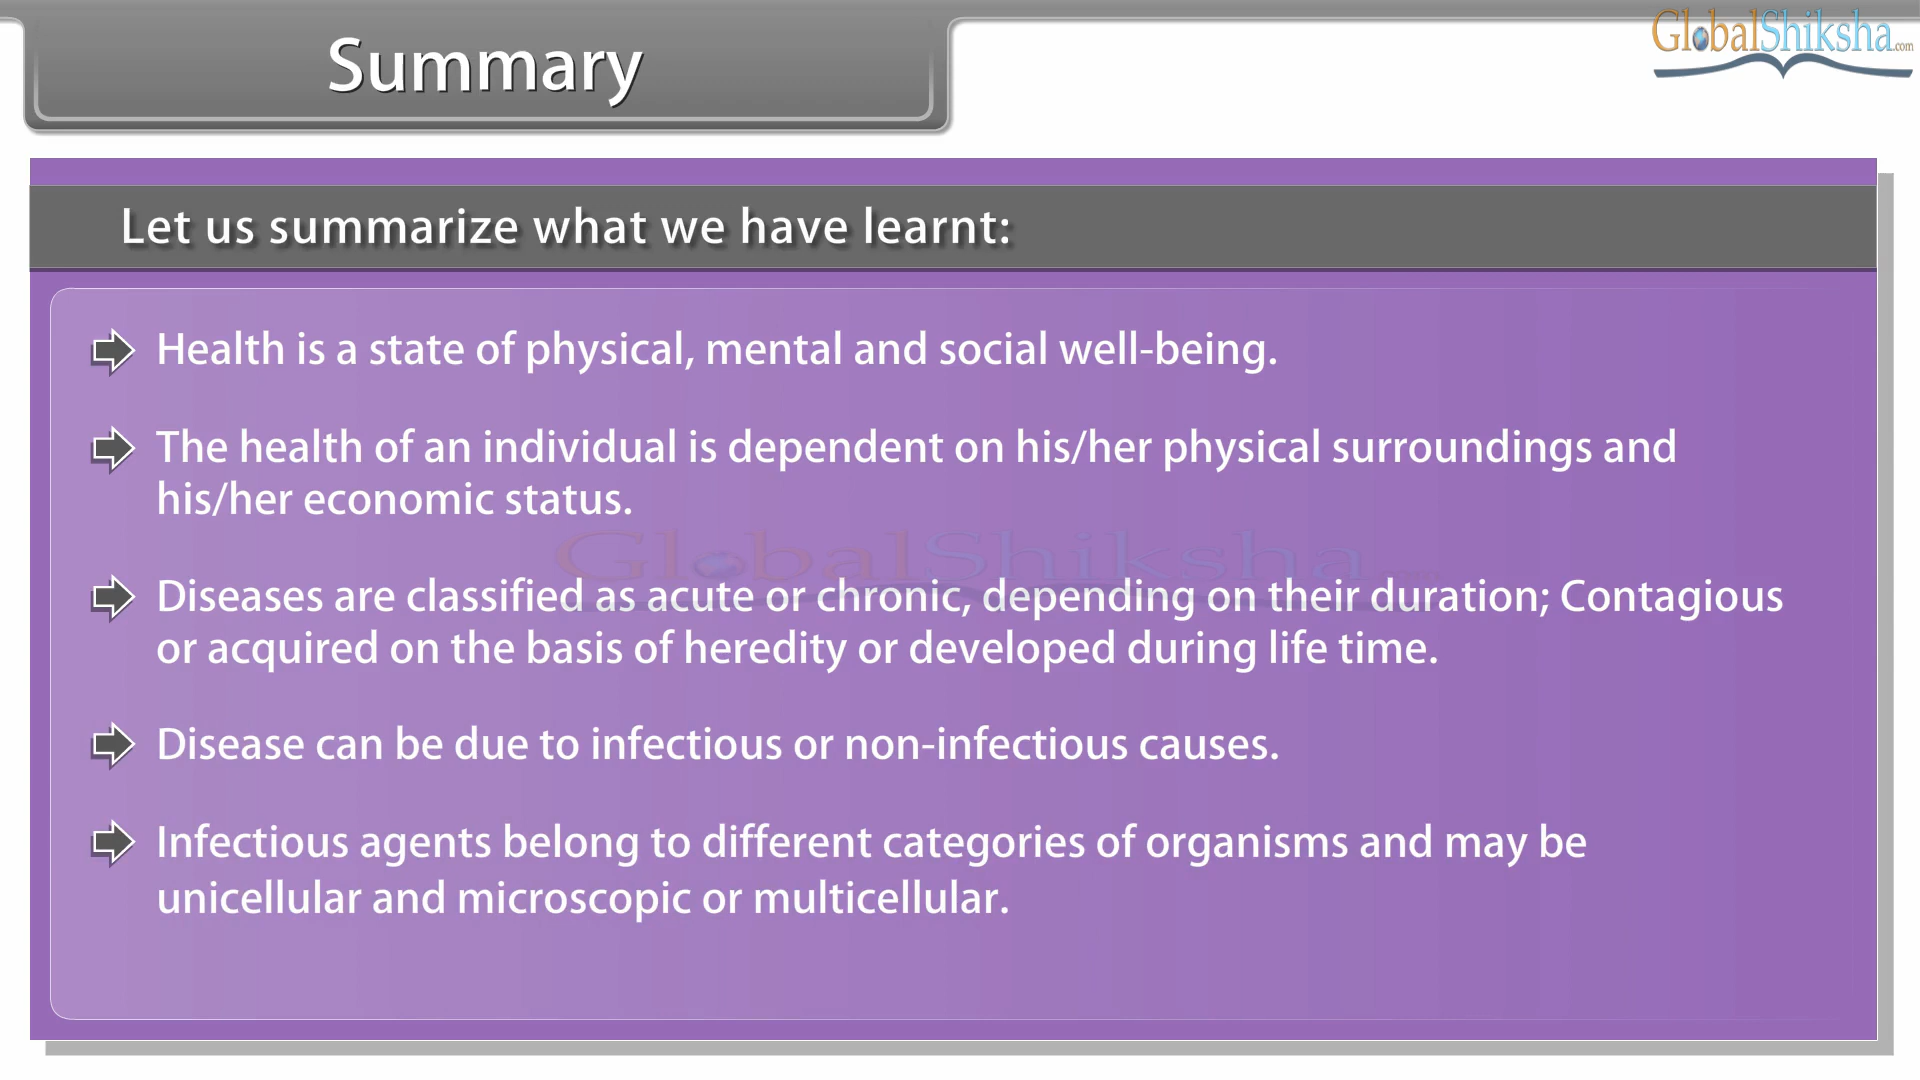 Summary
GlobalShiksha.com
Let us summarize what we have learnt:
Health is a state of physical, mental and social well-being.
The health of an individual is dependent on his/her physical surroundings and
his/her economic status.
GlobalShiksha
Diseases are classified as acute or chronic, depending on their duration; Contagious
or acquired on the basis of heredity or developed during life time.
Disease can be due to infectious or non-infectious causes.
Infectious agents belong to different categories of organisms and may be
unicellular and microscopic or multicellular.